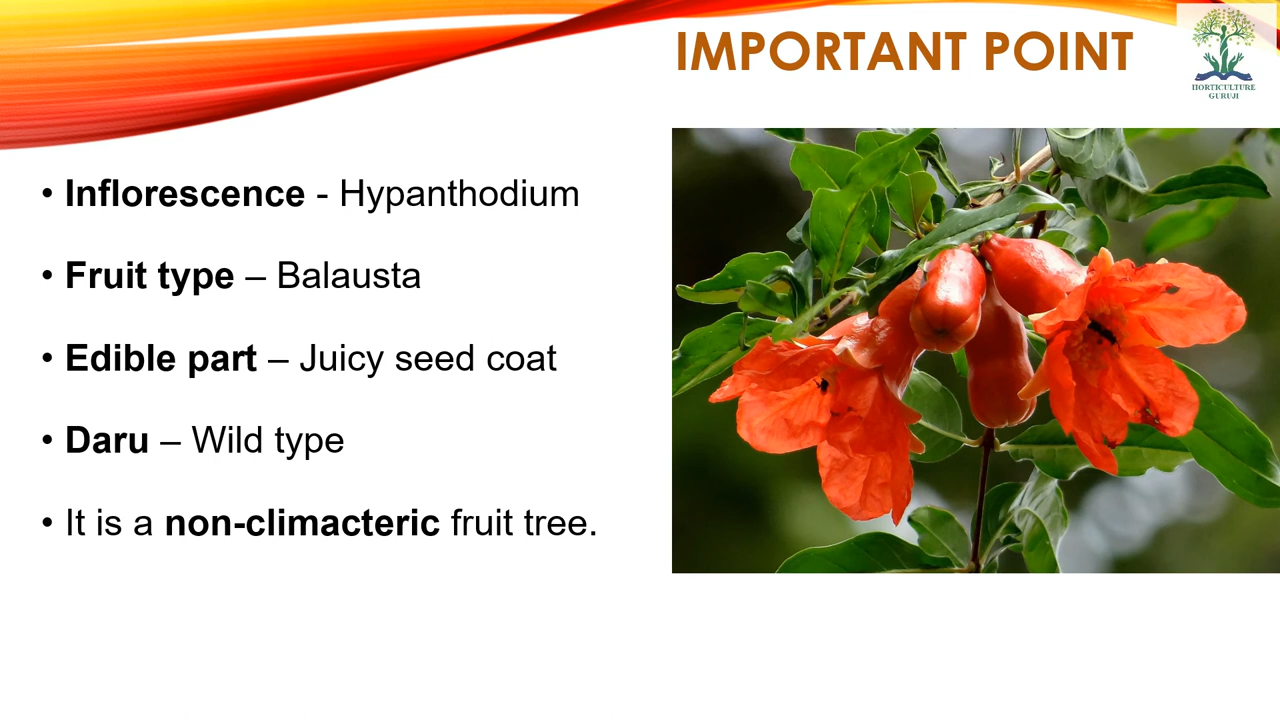 IMPORTANT POINT
HORTICULTURE
GURUJI
• Inflorescence - Hypanthodium
• Fruit type – Balausta
• Edible part – Juicy seed coat
• Daru – Wild type
• It is a non-climacteric fruit tree.